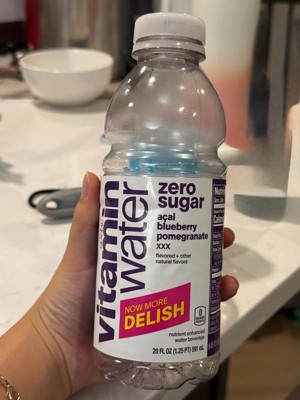 vitamin
water
zero
sugar
açai
blueberry
pomegranate
xxx
flavored + other
natural flavors
NOW MORE
DELISH
0
nutrient enhanced
water beverage
20 FL OZ (1.25 PT) 591 mL